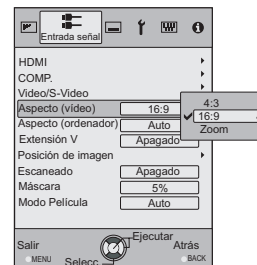 Entrada señal
HDMI
COMP.
Vídeo/S-Video
Aspecto (vídeo) 16:9
4:3
16:9
Zoom
Aspecto (ordenador) Auto
Extensión V Apagado
Posición de imagen
Escaneado Apagado
Máscara 5%
Modo Película Auto
Salir Ejecutar Atrás
MENU Selecc. BACK